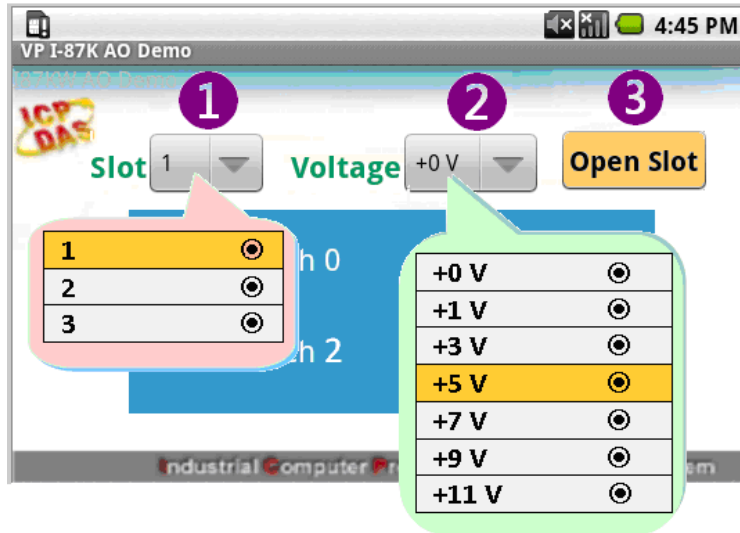 4:45 PM
VP I-87K AO Demo
ICP DAS
1
2
3
Slot 1
Voltage +0 V
Open Slot
1
2
3
h 0
h 2
+0 V
+1 V
+3 V
+5 V
+7 V
+9 V
+11 V
Industrial Computer Pr
em